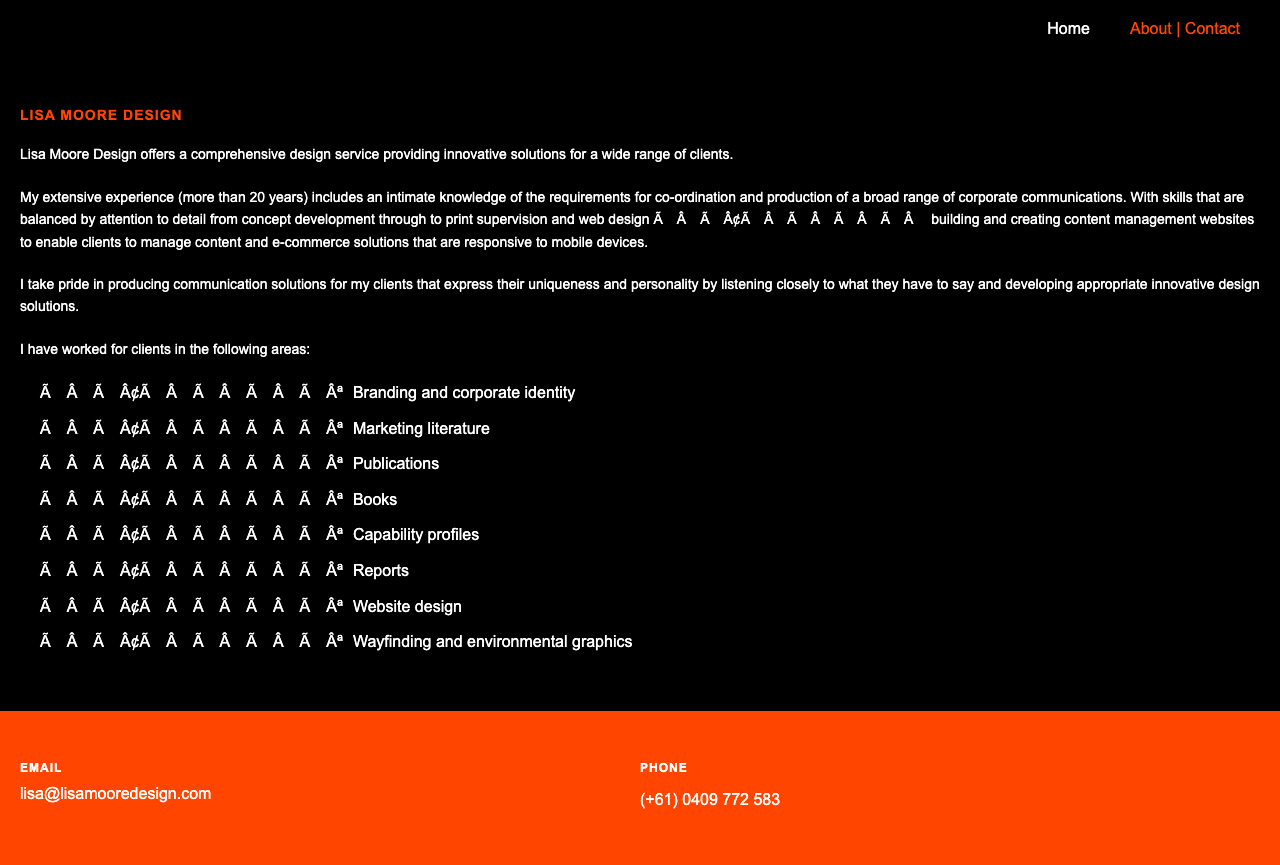 Home About | Contact
LISA MOORE DESIGN
Lisa Moore Design offers a comprehensive design service providing innovative solutions for a wide range of clients.
My extensive experience (more than 20 years) includes an intimate knowledge of the requirements for co-ordination and production of a broad range of corporate communications. With skills that are
balanced by attention to detail from concept development through to print supervision and web design Ã Â Ã Â¢Ã Â Ã Â Ã Â Ã Â building and creating content management websites
to enable clients to manage content and e-commerce solutions that are responsive to mobile devices.
I take pride in producing communication solutions for my clients that express their uniqueness and personality by listening closely to what they have to say and developing appropriate innovative design
solutions.
I have worked for clients in the following areas:
Ã Â Ã Â¢Ã Â Ã Â Ã Â Ã Âª Branding and corporate identity
Ã Â Ã Â¢Ã Â Ã Â Ã Â Ã Âª Marketing literature
Ã Â Ã Â¢Ã Â Ã Â Ã Â Ã Âª Publications
Ã Â Ã Â¢Ã Â Ã Â Ã Â Ã Âª Books
Ã Â Ã Â¢Ã Â Ã Â Ã Â Ã Âª Capability profiles
Ã Â Ã Â¢Ã Â Ã Â Ã Â Ã Âª Reports
Ã Â Ã Â¢Ã Â Ã Â Ã Â Ã Âª Website design
Ã Â Ã Â¢Ã Â Ã Â Ã Â Ã Âª Wayfinding and environmental graphics
EMAIL PHONE
lisa@lisamooredesign.com
(+61) 0409 772 583